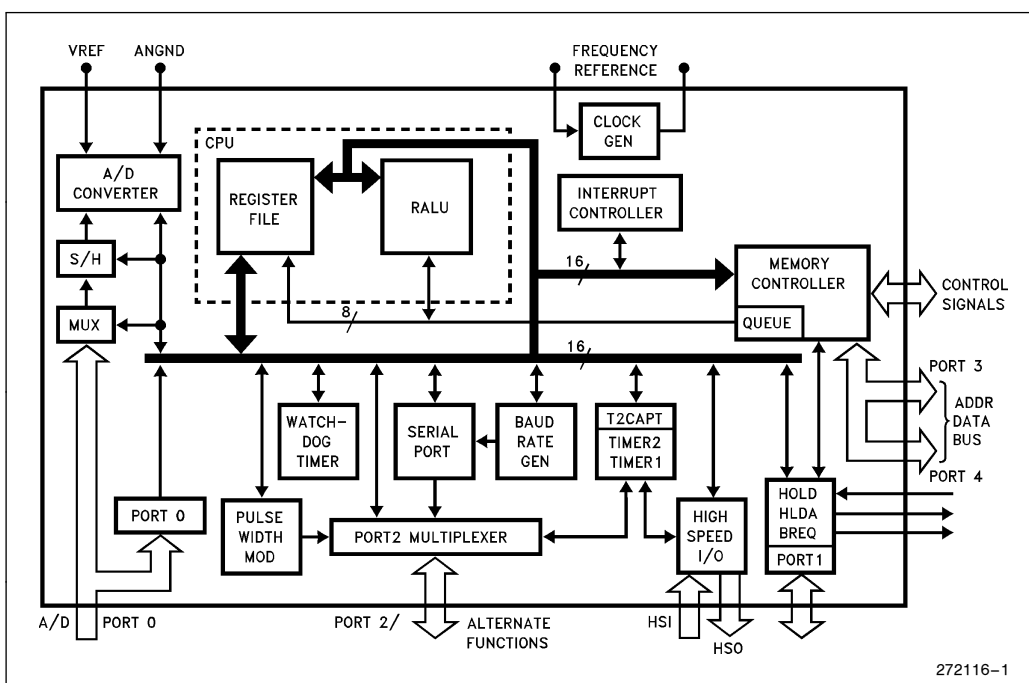 VREF
ANGND
FREQUENCY
REFERENCE
CLOCK
GEN
CPU
A/D
CONVERTER
REGISTER
FILE
RALU
INTERRUPT
CONTROLLER
S/H
16/
MEMORY
CONTROLLER
CONTROL
SIGNALS
MUX
8/
QUEUE
16/
PORT 3
ADDR
DATA
BUS
PORT 4
WATCH-
DOG
TIMER
SERIAL
PORT
BAUD
RATE
GEN
T2CAPT
TIMER2
TIMER1
PORT 0
PULSE
WIDTH
MOD
PORT2 MULTIPLEXER
HIGH
SPEED
I/O
HOLD
HLDA
BREQ
PORT1
A/D
PORT 0
PORT 2/
ALTERNATE
FUNCTIONS
HSI
HSO
272116-1